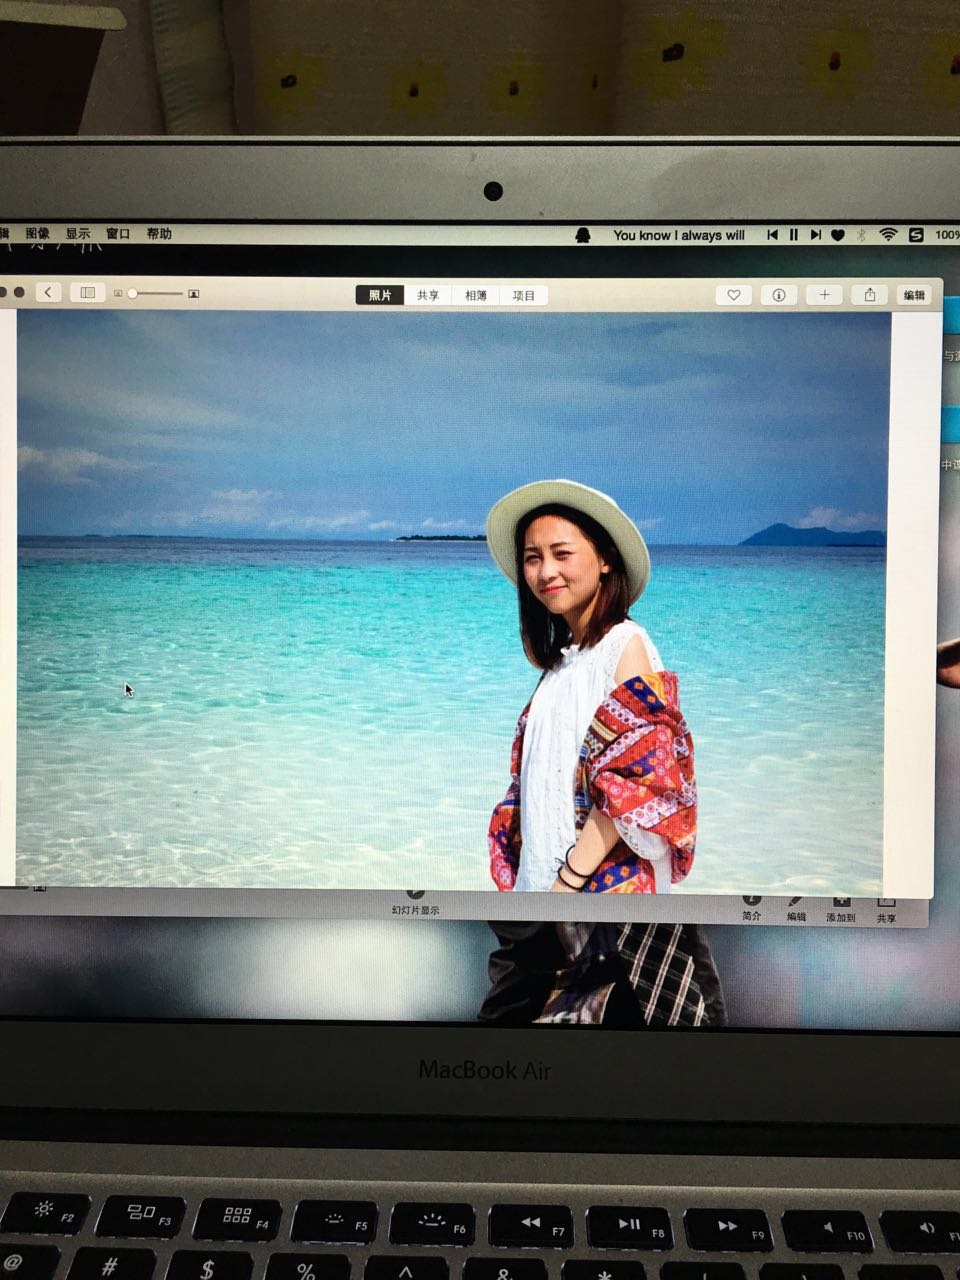 图像 显示 窗口 帮助 You know I always will 100%
照片 共享 相簿 项目 编辑
幻灯片显示 简介 编辑 添加到 共享
MacBook Air
F2 F3 F4 F5 F6 F7 F8 F9 F10
@ # $ % ^ & *